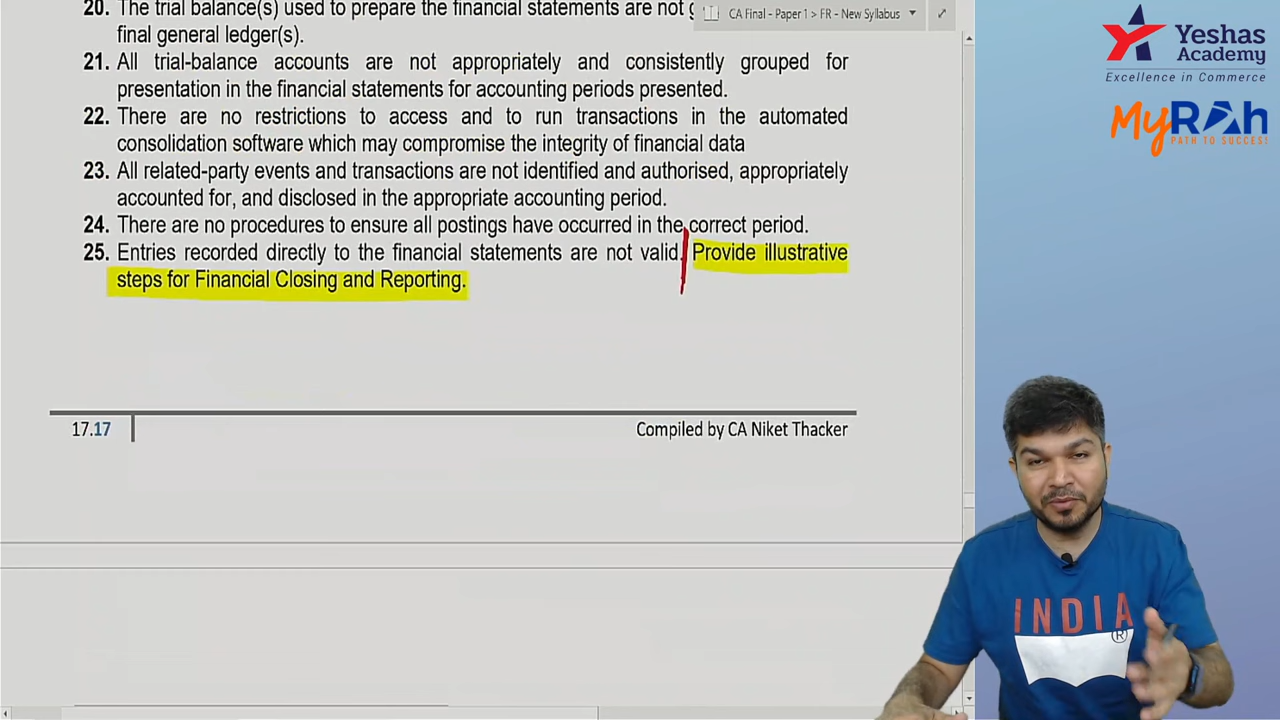 20. The trial balance(s) used to prepare the financial statements are not
final general ledger(s).
21. All trial-balance accounts are not appropriately and consistently grouped for
presentation in the financial statements for accounting periods presented.
22. There are no restrictions to access and to run transactions in the automated
consolidation software which may compromise the integrity of financial data
23. All related-party events and transactions are not identified and authorised, appropriately
accounted for, and disclosed in the appropriate accounting period.
24. There are no procedures to ensure all postings have occurred in the correct period.
25. Entries recorded directly to the financial statements are not valid. Provide illustrative
steps for Financial Closing and Reporting.
17.17
Compiled by CA Niket Thacker
CA Final - Paper 1 > FR - New Syllabus
Yeshas
Academy
Excellence in Commerce
MyRAh
PATH TO SUCCESS!
INDIA
®